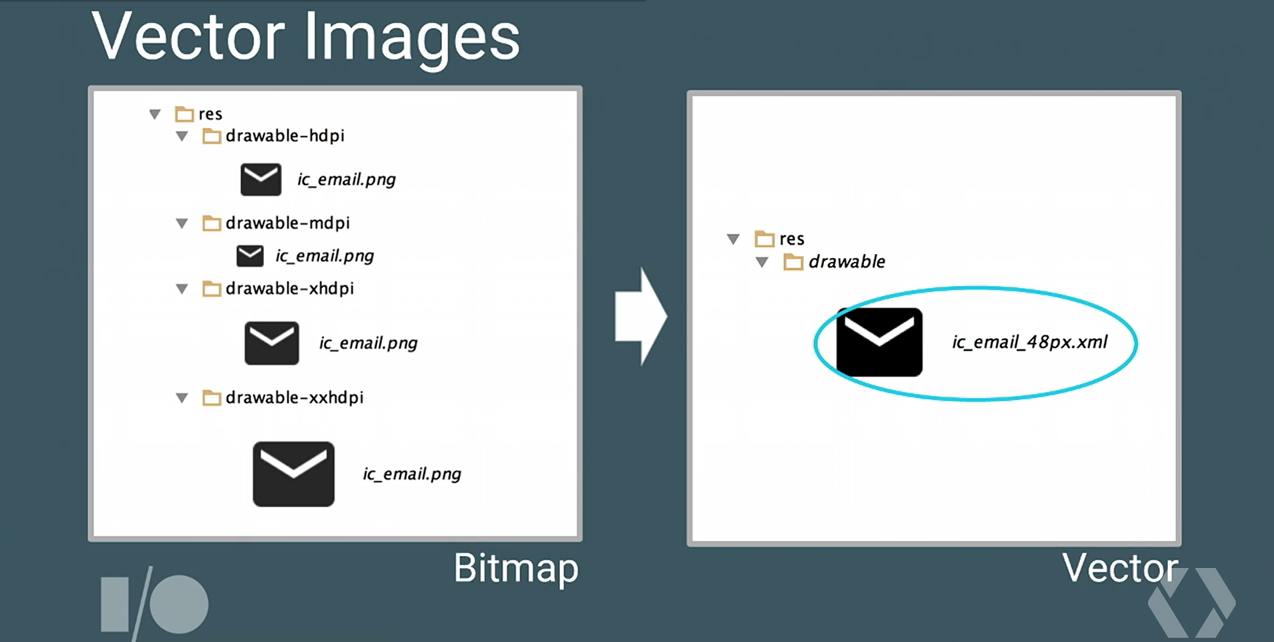 Vector Images
res
drawable-hdpi
ic_email.png
drawable-mdpi
ic_email.png
drawable-xhdpi
ic_email.png
drawable-xxhdpi
ic_email.png
Bitmap
res
drawable
ic_email_48px.xml
Vector
I/O